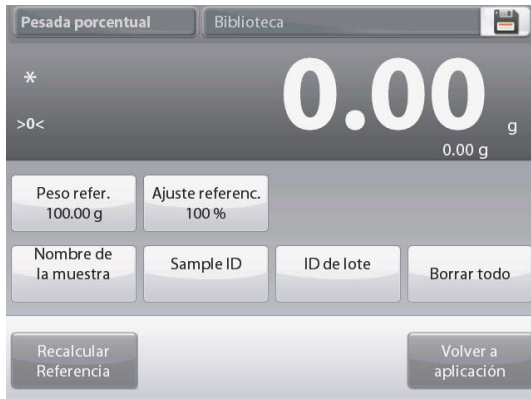 Pesada porcentual
Biblioteca
*
0.00
>0<
g
0.00 g
Peso refer.
100.00 g
Ajuste referenc.
100 %
Nombre de
la muestra
Sample ID
ID de lote
Borrar todo
Recalcular
Referencia
Volver a
aplicación